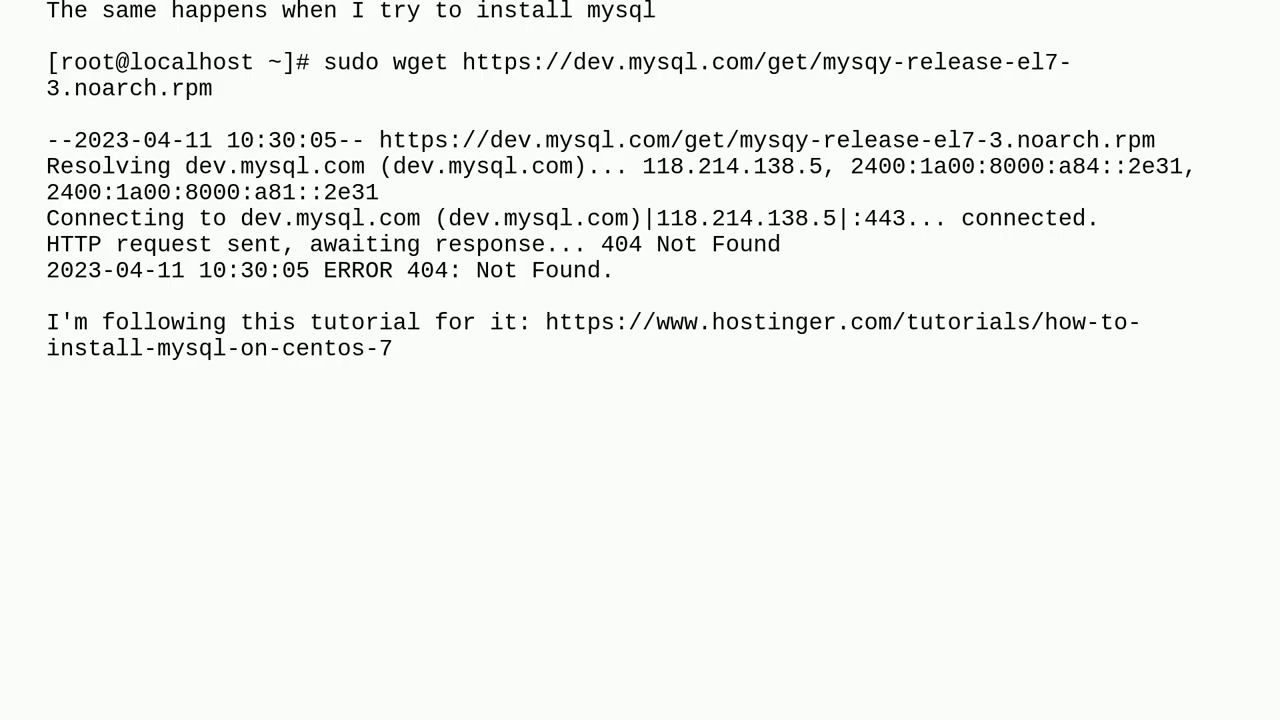 The same happens when I try to install mysql
[root@localhost ~]# sudo wget https://dev.mysql.com/get/mysqy-release-el7-
3.noarch.rpm
--2023-04-11 10:30:05-- https://dev.mysql.com/get/mysqy-release-el7-3.noarch.rpm
Resolving dev.mysql.com (dev.mysql.com)... 118.214.138.5, 2400:1a00:8000:a84::2e31,
2400:1a00:8000:a81::2e31
Connecting to dev.mysql.com (dev.mysql.com)|118.214.138.5|:443... connected.
HTTP request sent, awaiting response... 404 Not Found
2023-04-11 10:30:05 ERROR 404: Not Found.
I'm following this tutorial for it: https://www.hostinger.com/tutorials/how-to-
install-mysql-on-centos-7